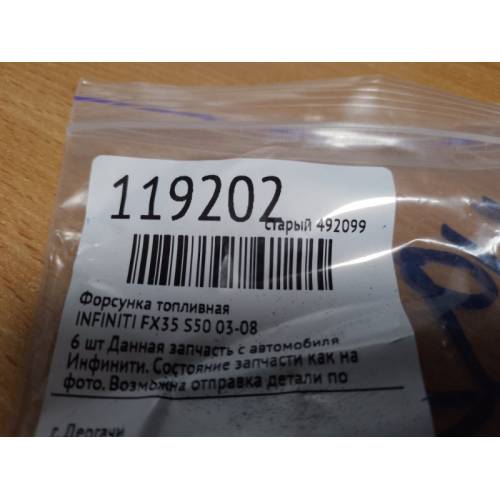 119202
старый 492099
Форсунка топливная
INFINITI FX35 S50 03-08
6 шт Данная запчасть с автомобиля
Инфинити. Состояние запчасти как на
фото. Возможна отправка детали по
г. Дергачи